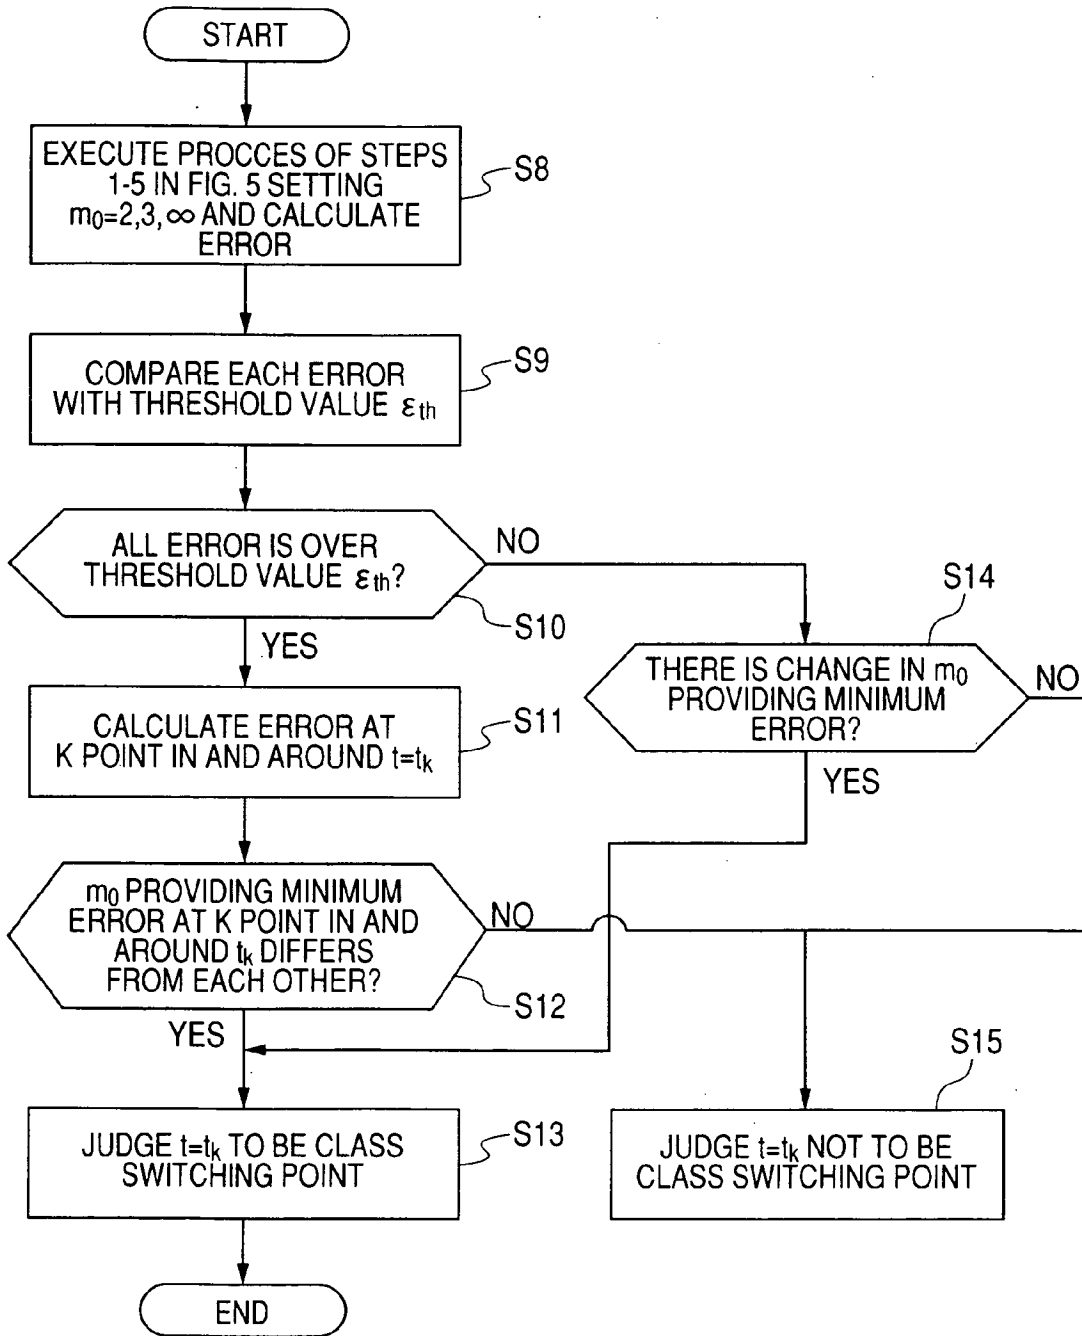 START
EXECUTE PROCCES OF STEPS
1-5 IN FIG. 5 SETTING
m₀=2,3,∞ AND CALCULATE
ERROR
S8
COMPARE EACH ERROR
WITH THRESHOLD VALUE εth
S9
ALL ERROR IS OVER
THRESHOLD VALUE εth?
NO
S10
YES
S14
THERE IS CHANGE IN m₀
PROVIDING MINIMUM
ERROR?
NO
YES
CALCULATE ERROR AT
K POINT IN AND AROUND t=tk
S11
m₀ PROVIDING MINIMUM
ERROR AT K POINT IN AND
AROUND tk DIFFERS
FROM EACH OTHER?
NO
S12
YES
JUDGE t=tk TO BE CLASS
SWITCHING POINT
S13
S15
JUDGE t=tk NOT TO BE
CLASS SWITCHING POINT
END